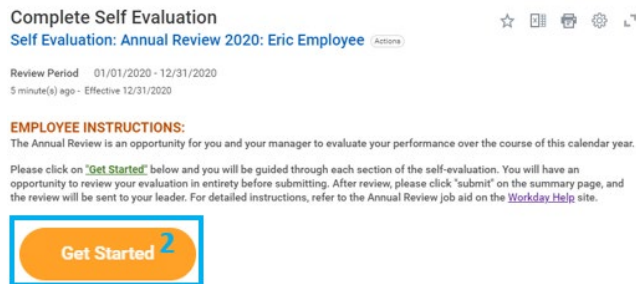 Complete Self Evaluation
Self Evaluation: Annual Review 2020: Eric Employee Actions
Review Period 01/01/2020 - 12/31/2020
5 minute(s) ago - Effective 12/31/2020
EMPLOYEE INSTRUCTIONS:
The Annual Review is an opportunity for you and your manager to evaluate your performance over the course of this calendar year.
Please click on "Get Started" below and you will be guided through each section of the self-evaluation. You will have an
opportunity to review your evaluation in entirety before submitting. After review, please click "submit" on the summary page, and
the review will be sent to your leader. For detailed instructions, refer to the Annual Review job aid on the Workday Help site.
Get Started 2